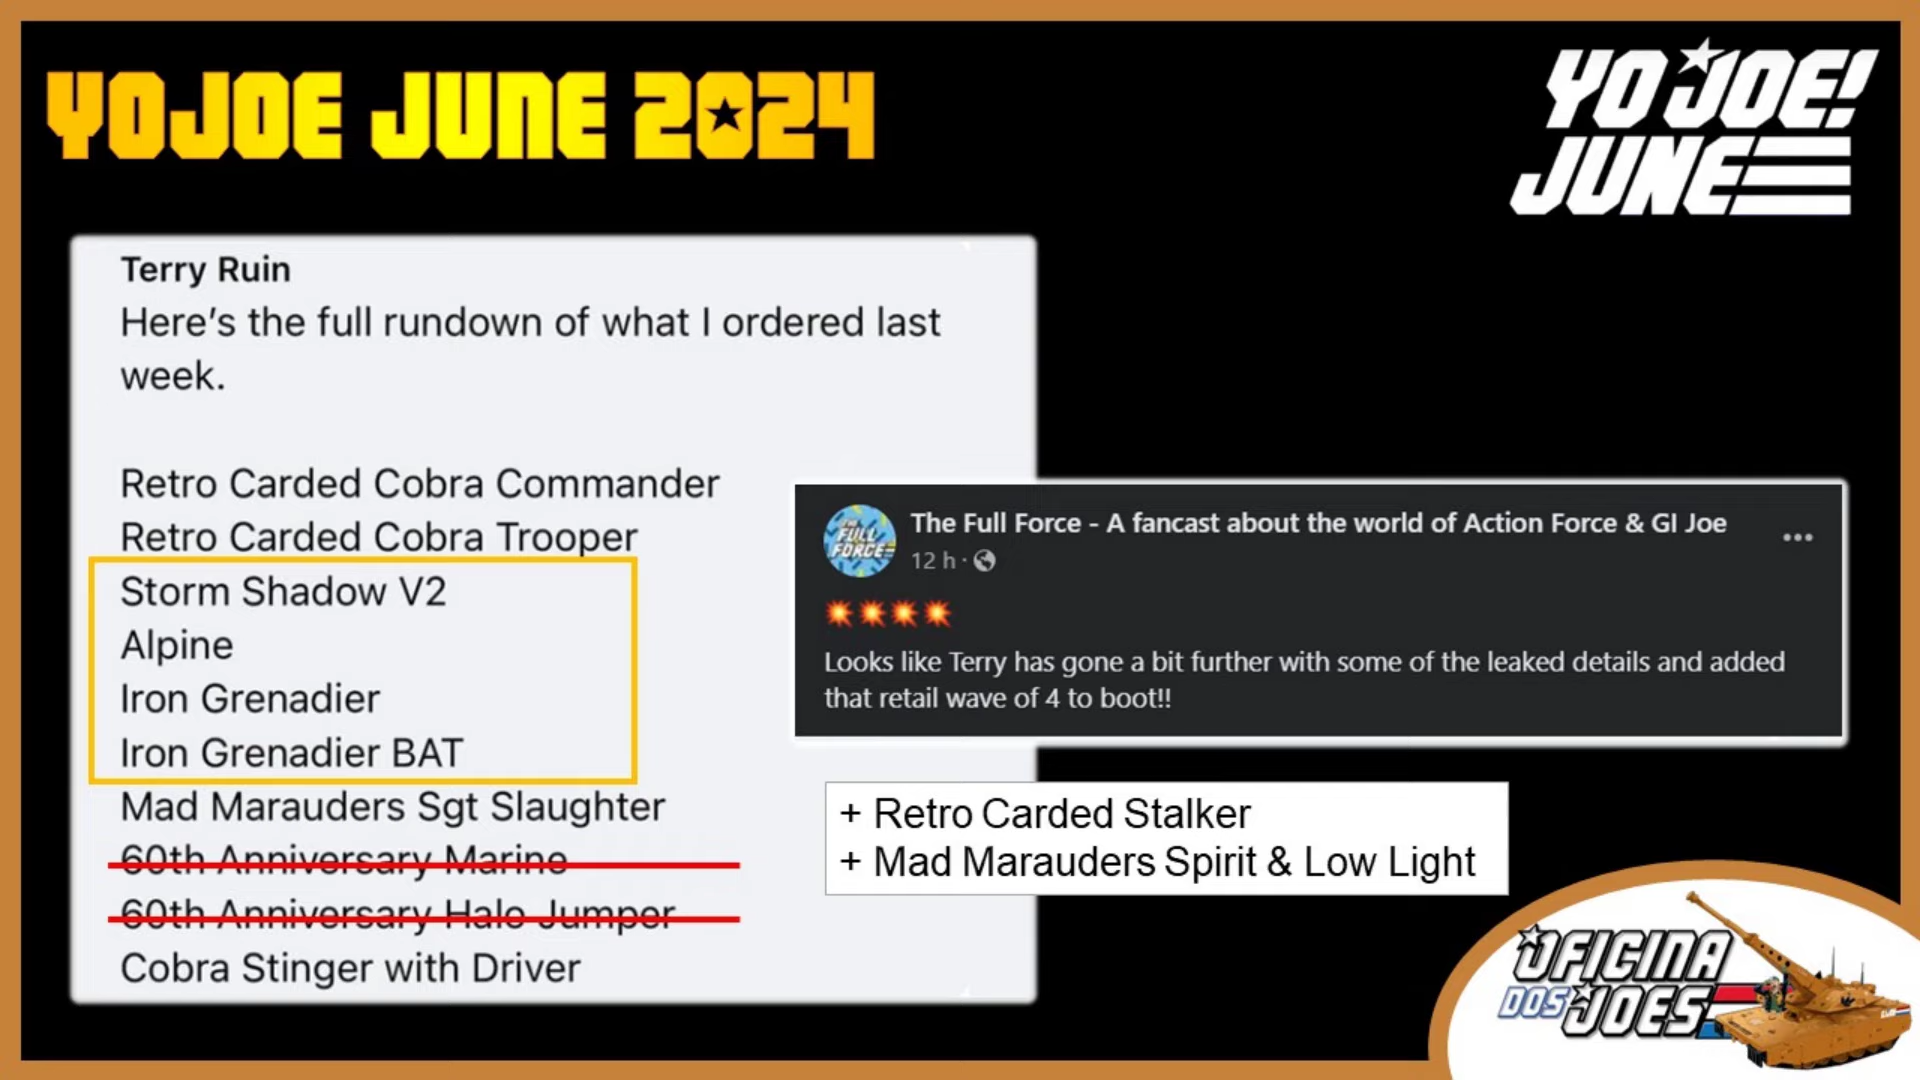 YOJOE JUNE 2024
YO JOE!
JUNE
Terry Ruin
Here's the full rundown of what I ordered last
week.
Retro Carded Cobra Commander
Retro Carded Cobra Trooper
Storm Shadow V2
Alpine
Iron Grenadier
Iron Grenadier BAT
Mad Marauders Sgt Slaughter
60th Anniversary Marine
60th Anniversary Halo Jumper
Cobra Stinger with Driver
THE FULL FORCE
The Full Force - A fancast about the world of Action Force & GI Joe
12 h ·
Looks like Terry has gone a bit further with some of the leaked details and added
that retail wave of 4 to boot!!
+ Retro Carded Stalker
+ Mad Marauders Spirit & Low Light
OFICINA
DOS JOES